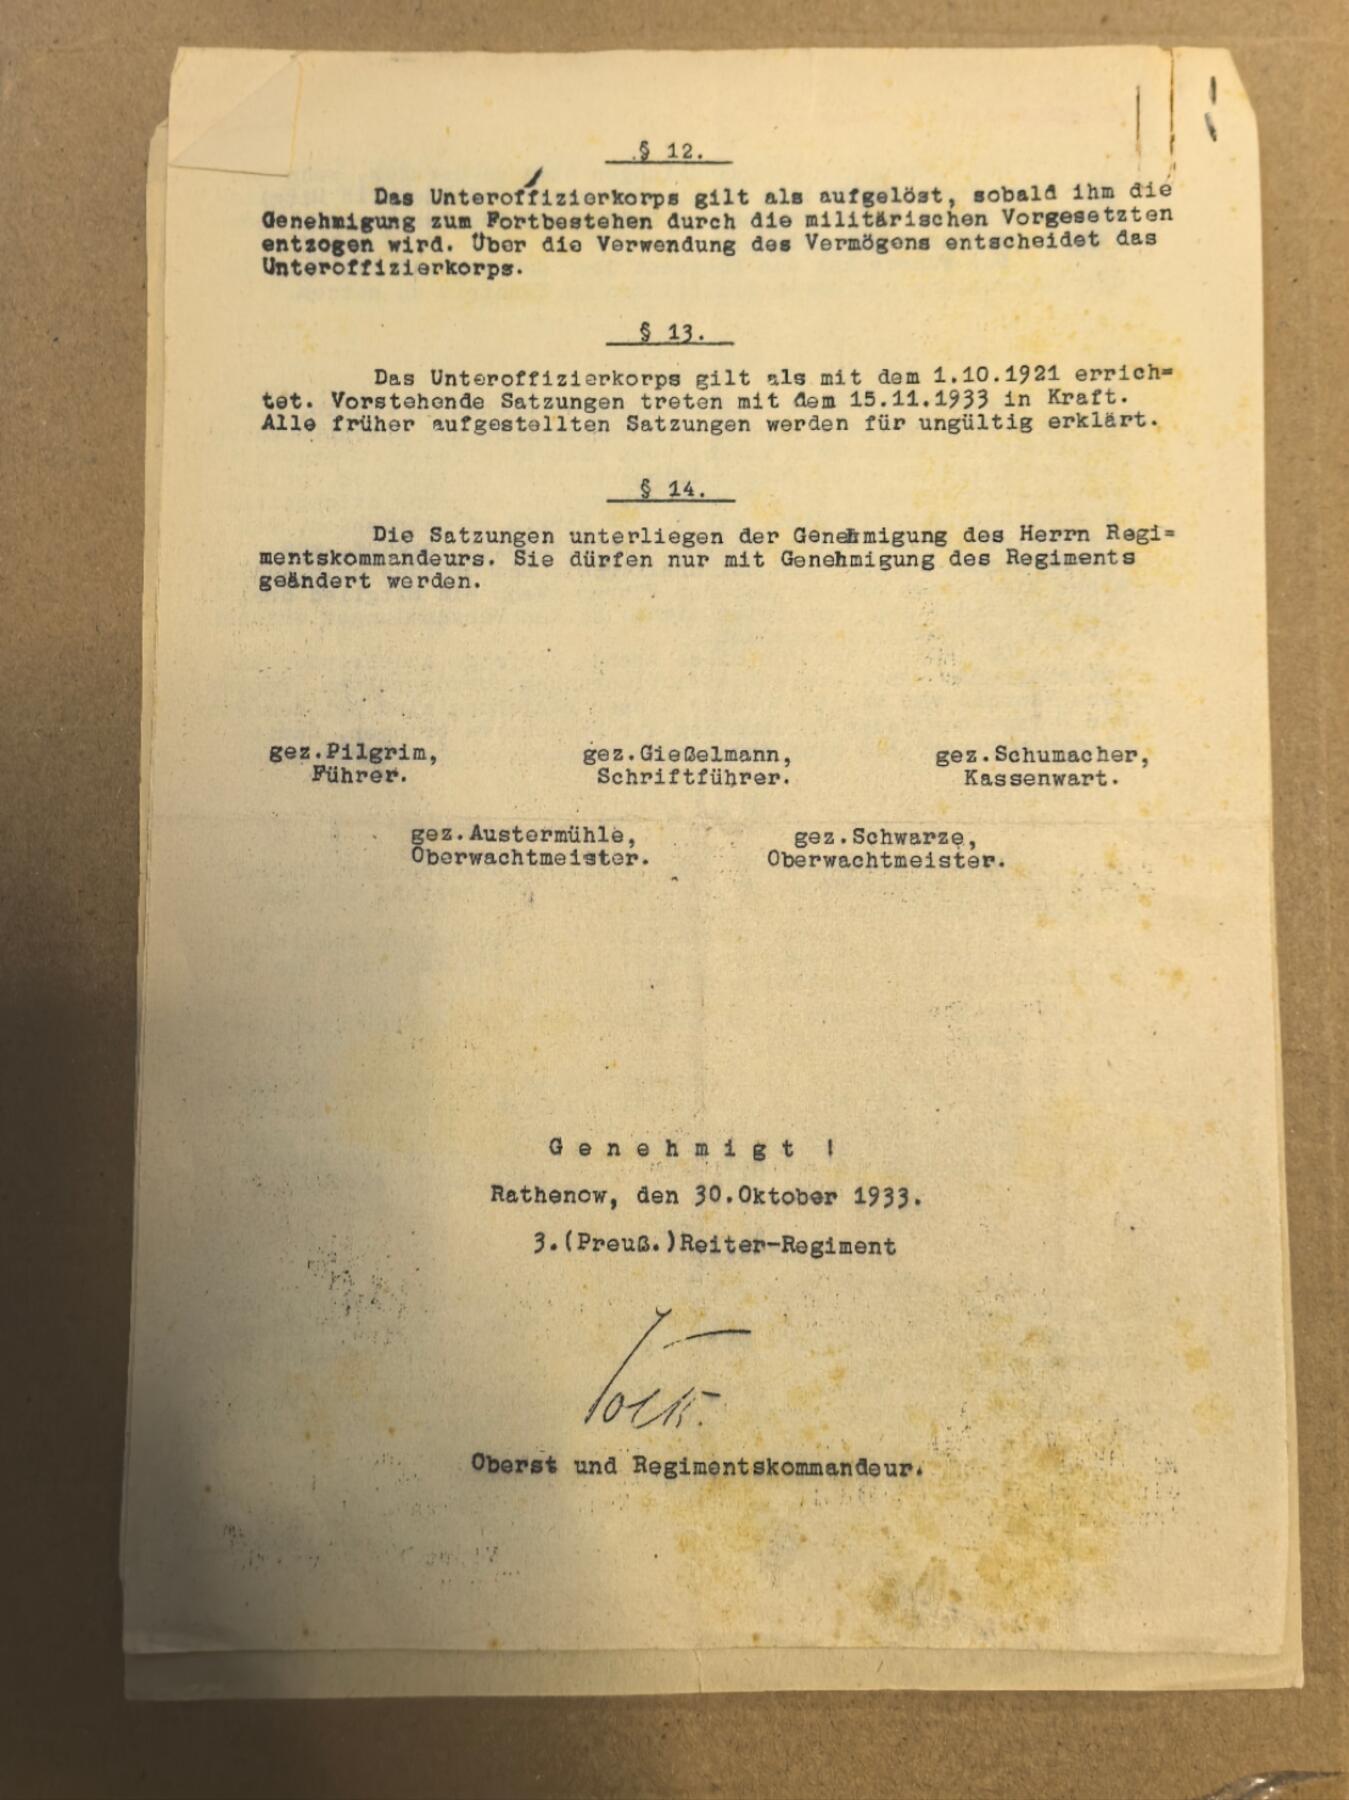 § 12.
Das Unteroffizierkorps gilt als aufgelöst, sobald ihm die
Genehmigung zum Fortbestehen durch die militärischen Vorgesetzten
entzogen wird. Über die Verwendung des Vermögens entscheidet das
Unteroffizierkorps.
§ 13.
Das Unteroffizierkorps gilt als mit dem 1.10.1921 errich=
tet. Vorstehende Satzungen treten mit dem 15.11.1933 in Kraft.
Alle früher aufgestellten Satzungen werden für ungültig erklärt.
§ 14.
Die Satzungen unterliegen der Genehmigung des Herrn Regi=
mentskommandeurs. Sie dürfen nur mit Genehmigung des Regiments
geändert werden.
gez.Pilgrim, gez.Gießelmann, gez.Schumacher,
Führer. Schriftführer. Kassenwart.
gez.Austermühle, gez.Schwarze,
Oberwachtmeister. Oberwachtmeister.
Genehmigt !
Rathenow, den 30.Oktober 1933.
3.(Preuß.)Reiter-Regiment
Oberst und Regimentskommandeur.